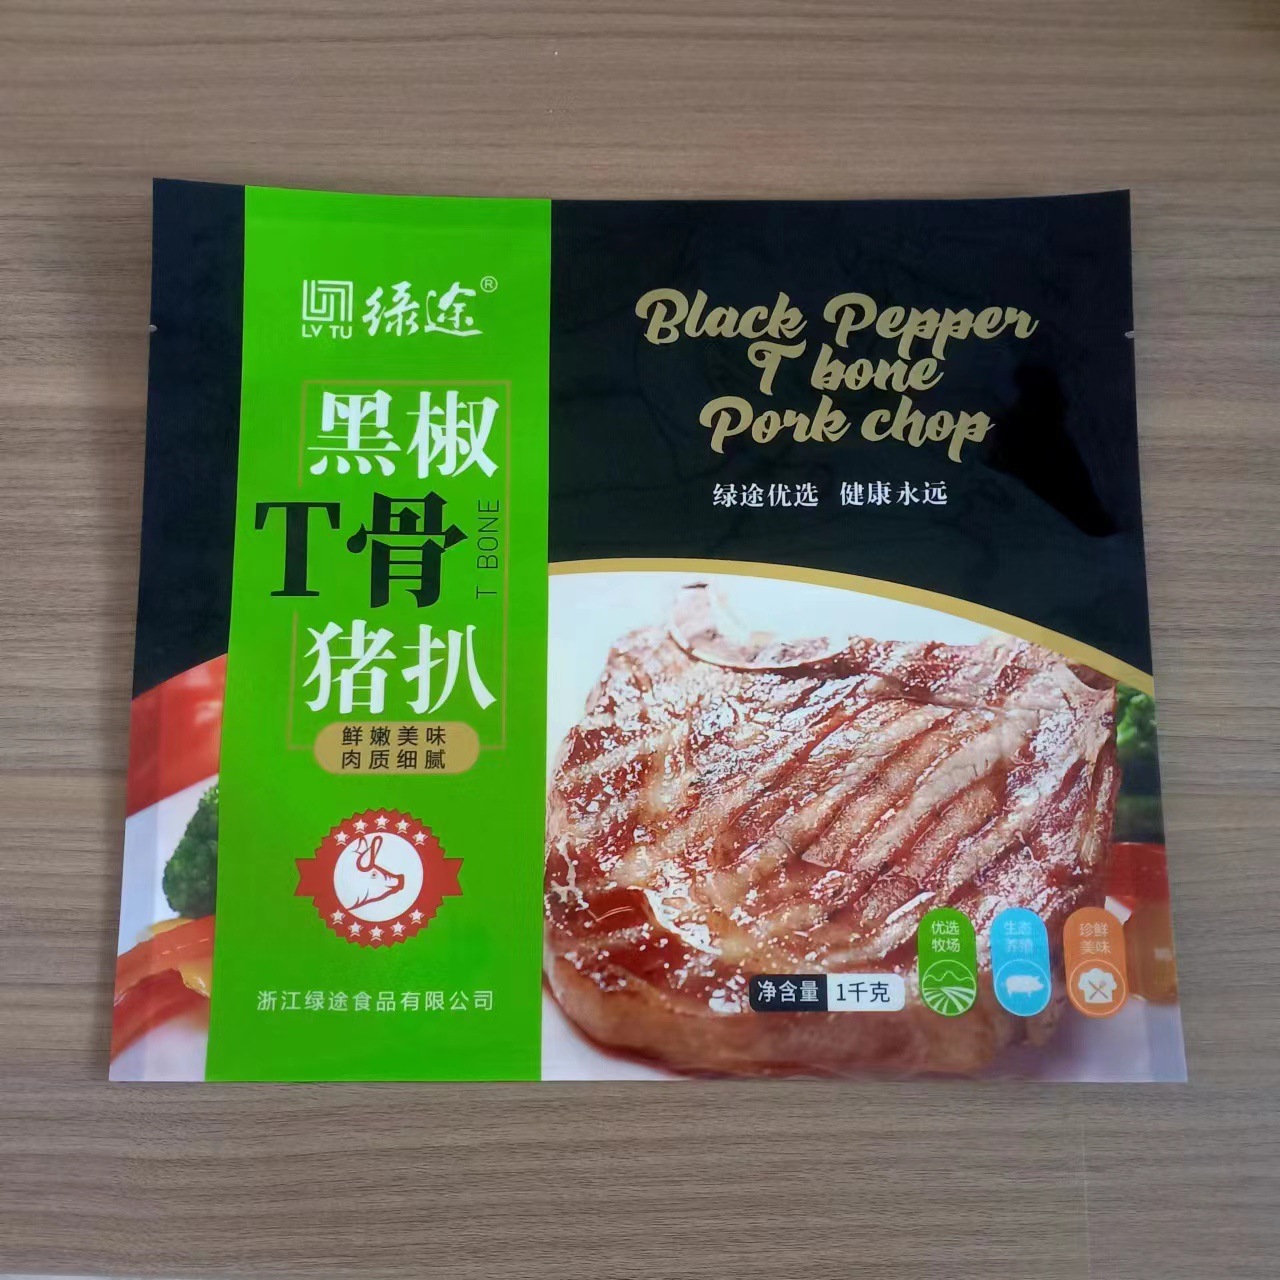 LV TU
绿途®
黑椒
T骨
T BONE
猪扒
鲜嫩美味
肉质细腻
浙江绿途食品有限公司
Black Pepper
T bone
Pork chop
绿途优选 健康永远
净含量 1千克
优选
牧场
生态
养殖
珍鲜
美味